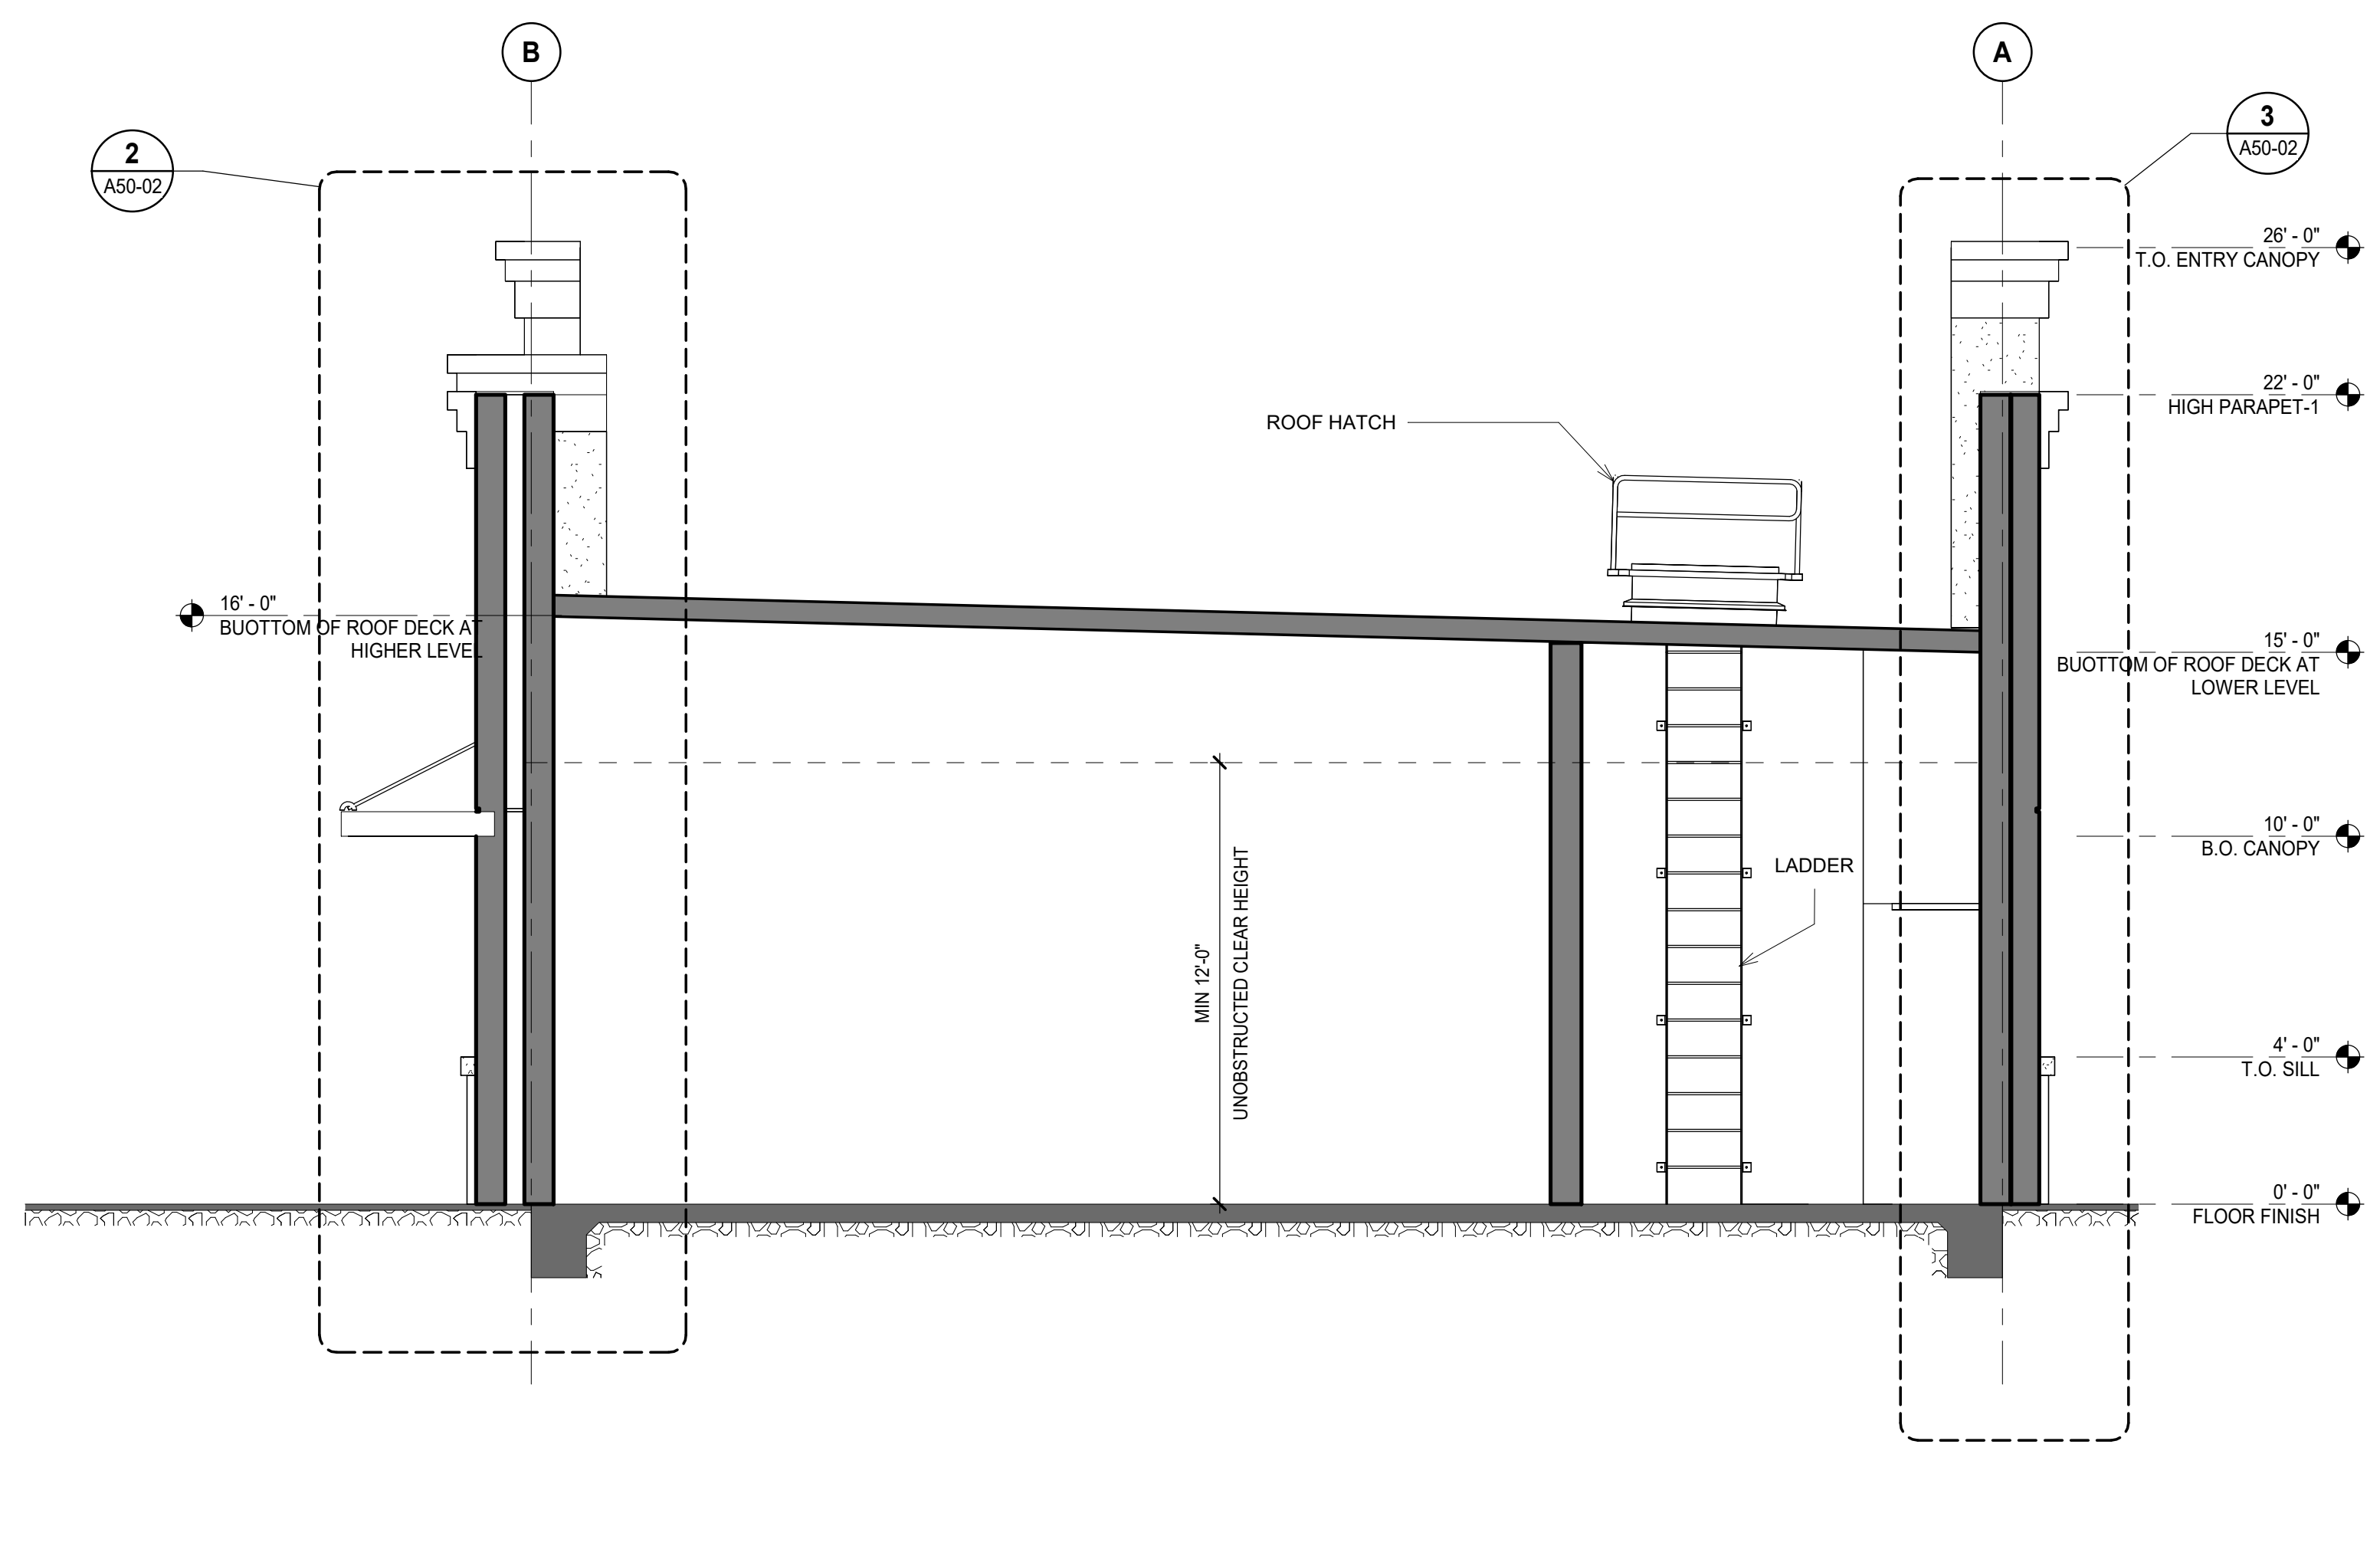 B
A
2
A50-02
3
A50-02
26' - 0"
T.O. ENTRY CANOPY
22' - 0"
HIGH PARAPET-1
ROOF HATCH
16' - 0"
BUOTTOM OF ROOF DECK AT
HIGHER LEVEL
15' - 0"
BUOTTOM OF ROOF DECK AT
LOWER LEVEL
10' - 0"
B.O. CANOPY
LADDER
MIN 12'-0"
UNOBSTRUCTED CLEAR HEIGHT
4' - 0"
T.O. SILL
0' - 0"
FLOOR FINISH